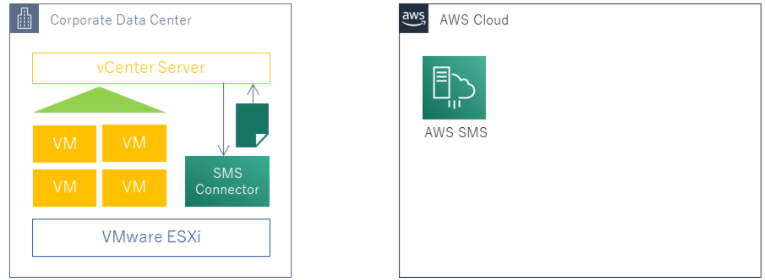 Corporate Data Center
vCenter Server
VM
VM
VM
VM
SMS
Connector
VMware ESXi
aws
AWS Cloud
AWS SMS